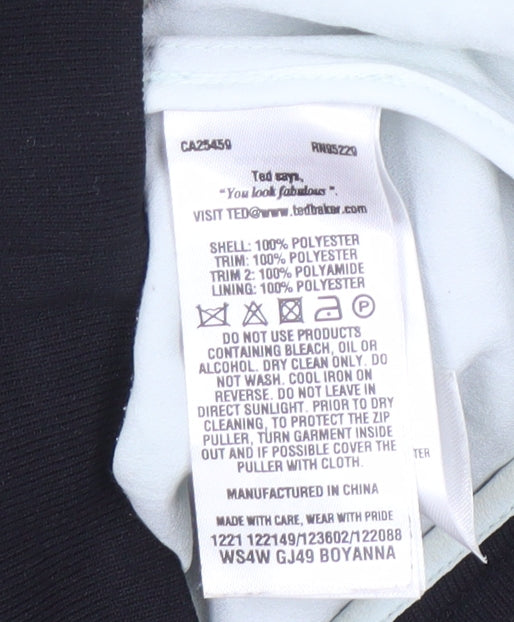 CA25459 RN95229
Ted says,
"You look fabulous".
VISIT TED@www.tedbaker.com
SHELL: 100% POLYESTER
TRIM: 100% POLYESTER
TRIM 2: 100% POLYAMIDE
LINING: 100% POLYESTER
P
DO NOT USE PRODUCTS
CONTAINING BLEACH, OIL OR
ALCOHOL. DRY CLEAN ONLY. DO
NOT WASH. COOL IRON ON
REVERSE. DO NOT LEAVE IN
DIRECT SUNLIGHT. PRIOR TO DRY
CLEANING, TO PROTECT THE ZIP
PULLER, TURN GARMENT INSIDE
OUT AND IF POSSIBLE COVER THE
PULLER WITH CLOTH.
TER
MANUFACTURED IN CHINA
MADE WITH CARE, WEAR WITH PRIDE
1221 122149/123602/122088
WS4W GJ49 BOYANNA